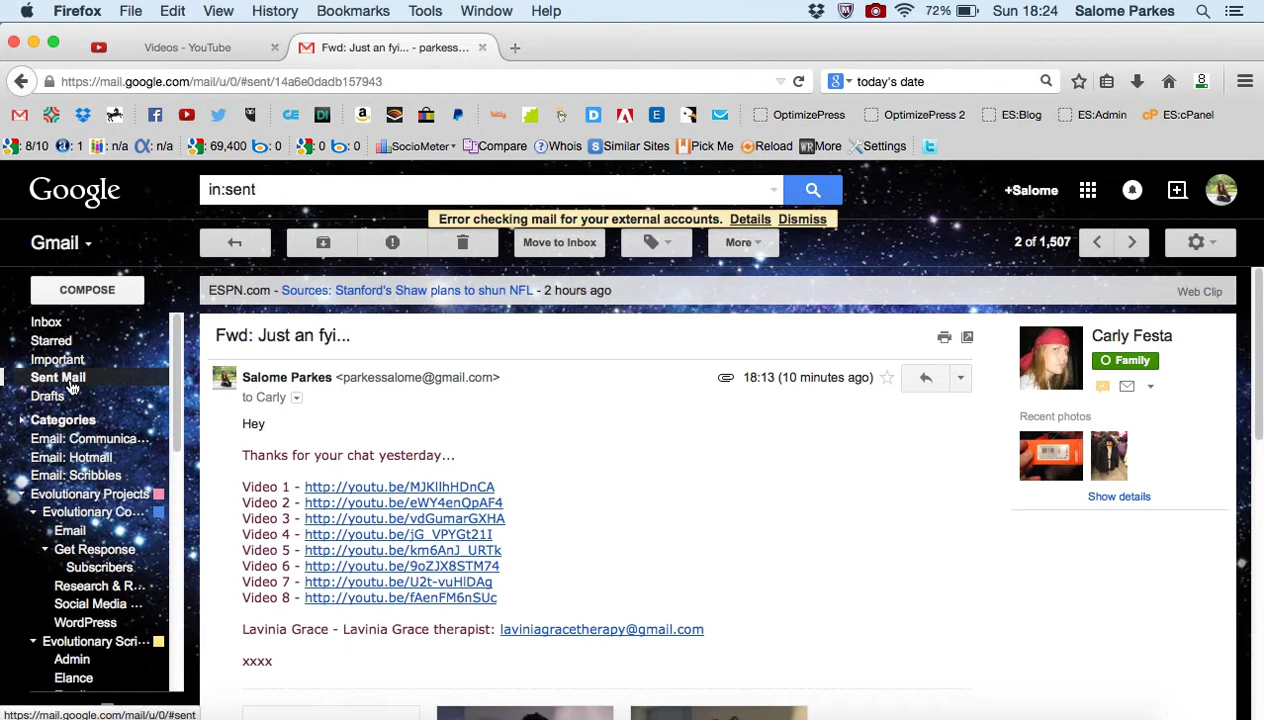 Firefox File Edit View History Bookmarks Tools Window Help 72% Sun 18:24 Salome Parkes
Videos - YouTube Fwd: Just an fyi... - parkess...
https://mail.google.com/mail/u/0/#sent/14a6e0dadb157943 today's date
OptimizePress OptimizePress 2 ES:Blog ES:Admin ES:cPanel
8/10 a: 1 n/a n/a 69,400 0 0 0 SocioMeter Compare Whois Similar Sites Pick Me Reload More Settings
Google in:sent +Salome
Error checking mail for your external accounts. Details Dismiss
Gmail Move to Inbox More 2 of 1,507
COMPOSE
ESPN.com - Sources: Stanford's Shaw plans to shun NFL - 2 hours ago Web Clip
Inbox
Starred
Important
Sent Mail
Drafts
Categories
Email: Communica...
Email: Hotmail
Email: Scribbles
Evolutionary Projects
Evolutionary Co...
Email
Get Response
Subscribers
Research & R...
Social Media ...
WordPress
Evolutionary Scri...
Admin
Elance
Fwd: Just an fyi...
Salome Parkes <parkessalome@gmail.com> 18:13 (10 minutes ago)
to Carly
Hey
Thanks for your chat yesterday...
Video 1 - http://youtu.be/MJKllhHDnCA
Video 2 - http://youtu.be/eWY4enQpAF4
Video 3 - http://youtu.be/vdGumarGXHA
Video 4 - http://youtu.be/jG_VPYGt21I
Video 5 - http://youtu.be/km6AnJ_URTk
Video 6 - http://youtu.be/9oZJX8STM74
Video 7 - http://youtu.be/U2t-vuHlDAg
Video 8 - http://youtu.be/fAenFM6nSUc
Lavinia Grace - Lavinia Grace therapist: laviniagracetherapy@gmail.com
xxxx
Carly Festa
Family
Recent photos
Show details
https://mail.google.com/mail/u/0/#sent